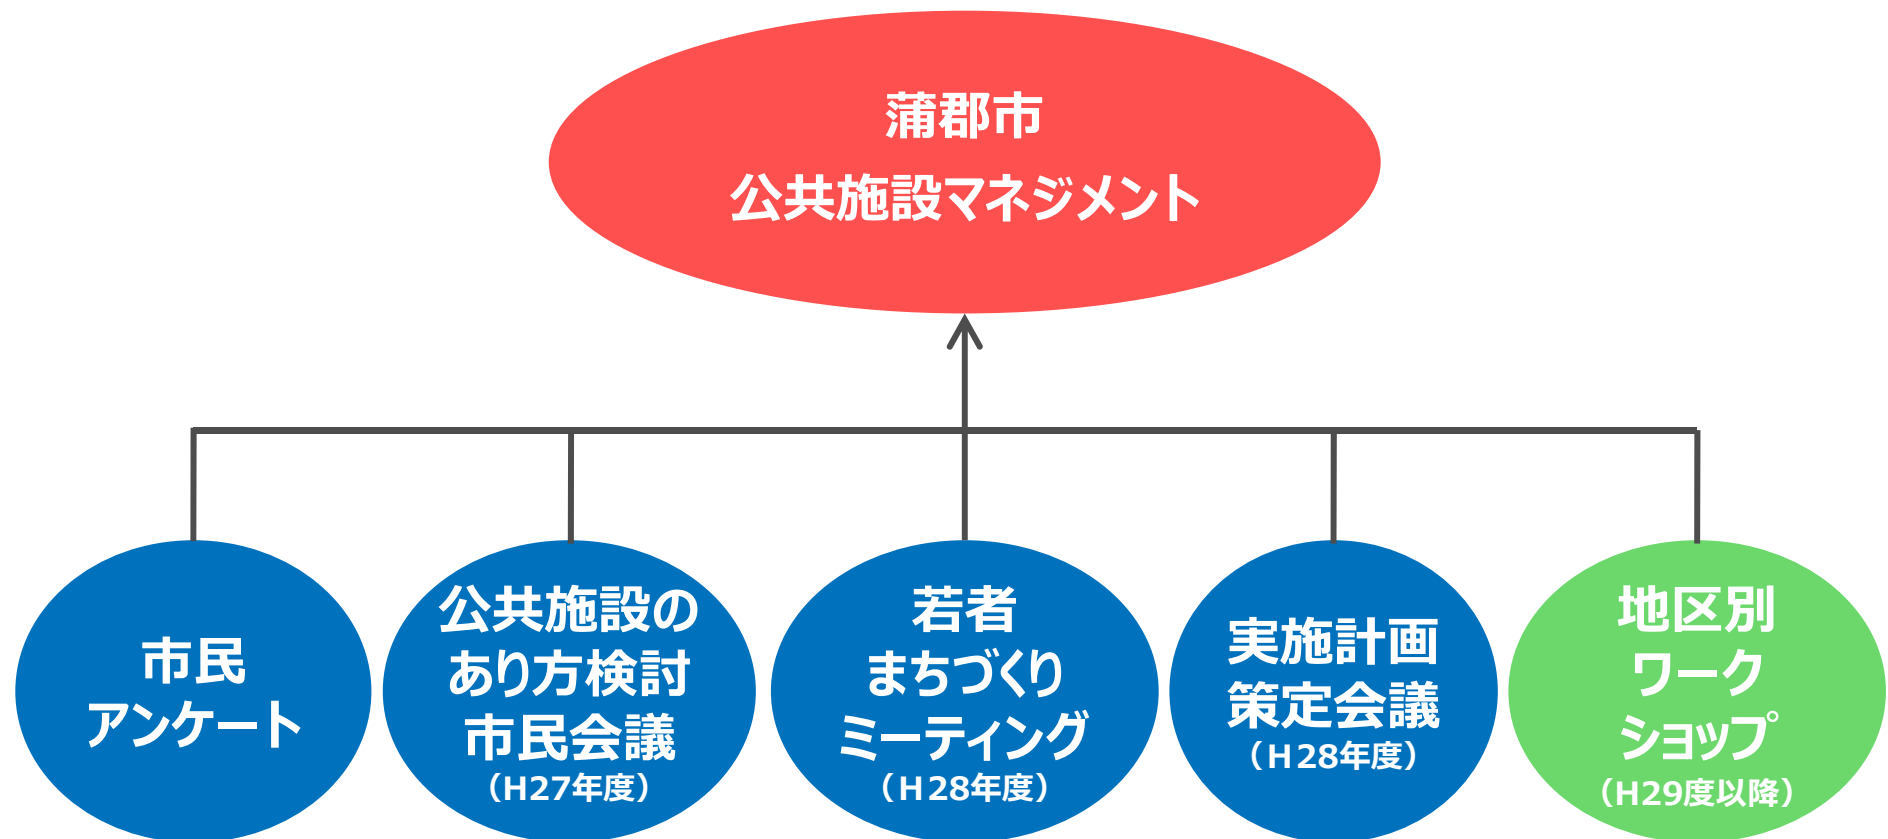 蒲郡市
公共施設マネジメント
市民
アンケート
公共施設の
あり方検討
市民会議
（H27年度）
若者
まちづくり
ミーティング
（Ｈ28年度）
実施計画
策定会議
（Ｈ28年度）
地区別
ワーク
ショップ
（H29度以降）